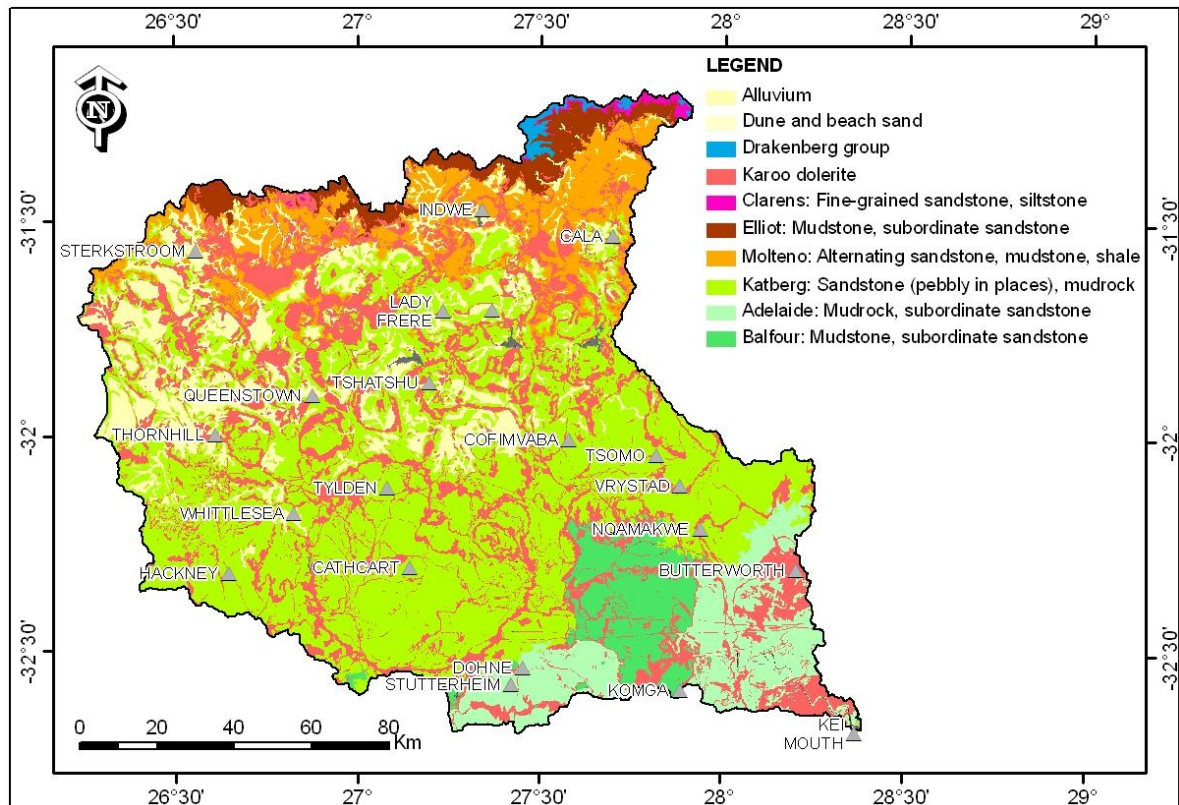 26°30' 27° 27°30' 28° 28°30' 29°
N
LEGEND
Alluvium
Dune and beach sand
Drakenberg group
Karoo dolerite
Clarens: Fine-grained sandstone, siltstone
Elliot: Mudstone, subordinate sandstone
Molteno: Alternating sandstone, mudstone, shale
Katberg: Sandstone (pebbly in places), mudrock
Adelaide: Mudrock, subordinate sandstone
Balfour: Mudstone, subordinate sandstone
-31°30' -31°30'
INDWE
CALA
STERKSTROOM
LADY
FRERE
TSHATSHU
QUEENSTOWN
-32° -32°
THORNHILL
COFIMVABA
TSOMO
TYLDEN
VRYSTAD
WHITTLESEA
NQAMAKWE
HACKNEY
CATHCART
BUTTERWORTH
-32°30' -32°30'
DOHNE
STUTTERHEIM
KOMGA
KEI
MOUTH
0 20 40 60 80
Km
26°30' 27° 27°30' 28° 28°30' 29°